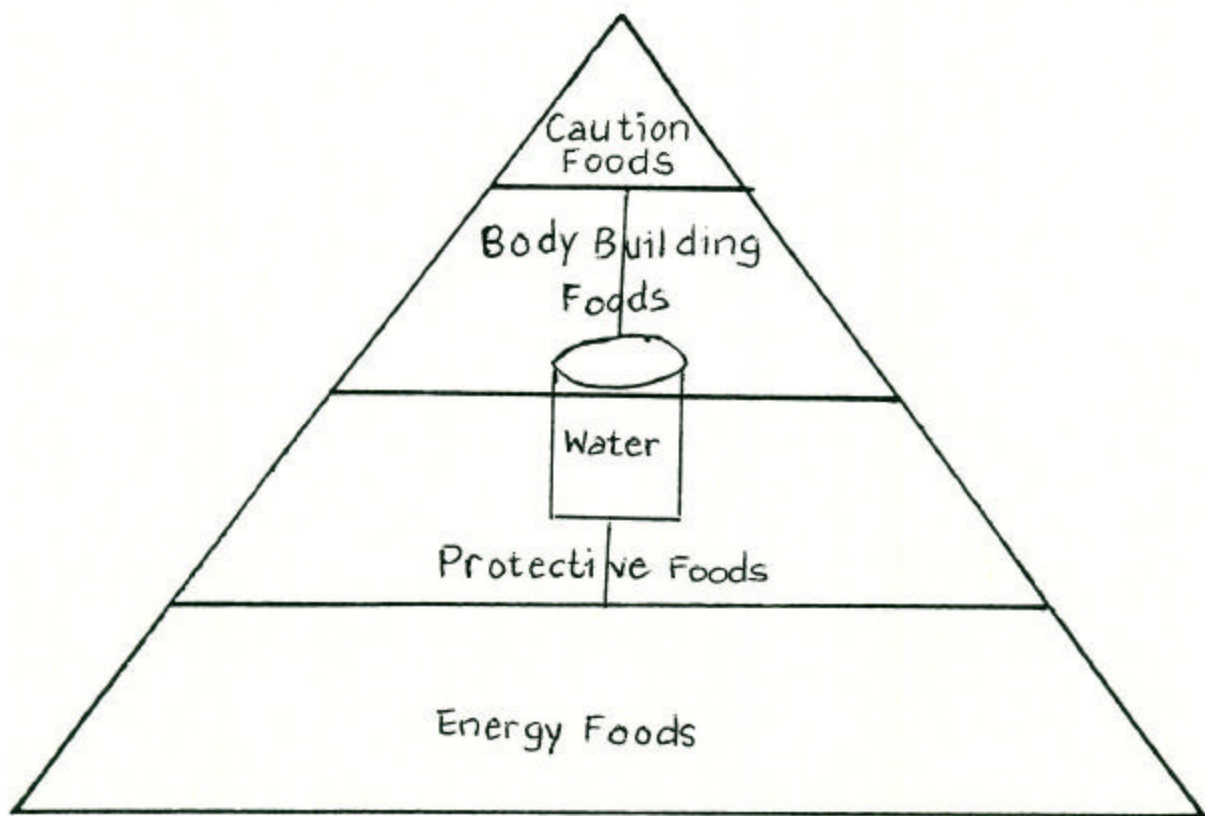 Caution
Foods
Body Building
Foods
Water
Protective Foods
Energy Foods